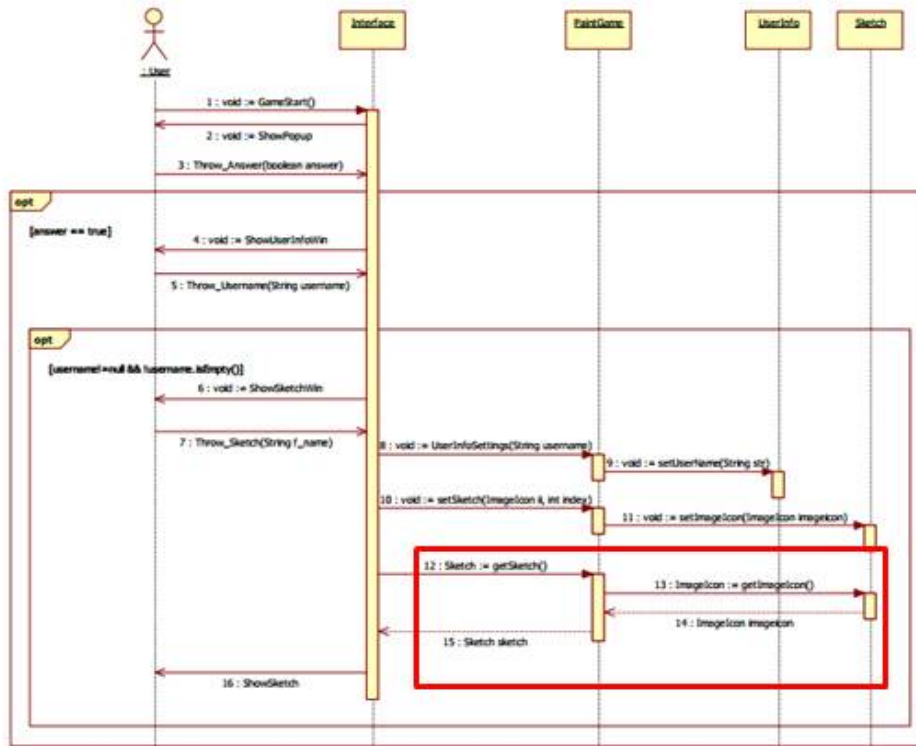 Interface
PaintGame
UserInfo
Sketch
: User
1 : void := GameStart()
2 : void := ShowPopup
3 : Throw_Answer(boolean answer)
opt
[answer == true]
4 : void := ShowUserInfoWin
5 : Throw_Username(String username)
opt
[username!=null && !username.isEmpty()]
6 : void := ShowSketchWin
7 : Throw_Sketch(String f_name)
8 : void := UserInfoSettings(String username)
9 : void := setUserName(String str)
10 : void := setSketch(ImageIcon ii, int index)
11 : void := setImageIcon(ImageIcon imageicon)
12 : Sketch := getSketch()
13 : ImageIcon := getImageIcon()
14 : ImageIcon imageicon
15 : Sketch sketch
16 : ShowSketch